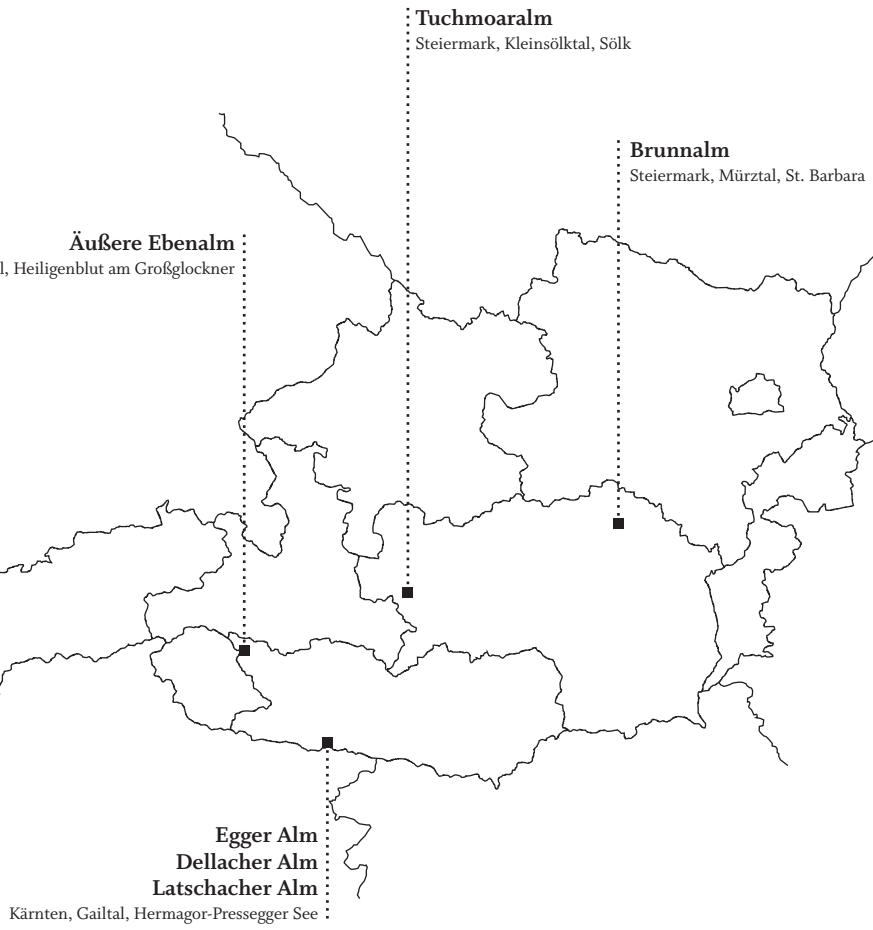 Tuchmoaralm
Steiermark, Kleinsölktal, Sölk
Brunnalm
Steiermark, Mürztal, St. Barbara
Äußere Ebenalm
l, Heiligenblut am Großglockner
Egger Alm
Dellacher Alm
Latschacher Alm
Kärnten, Gailtal, Hermagor-Pressegger See